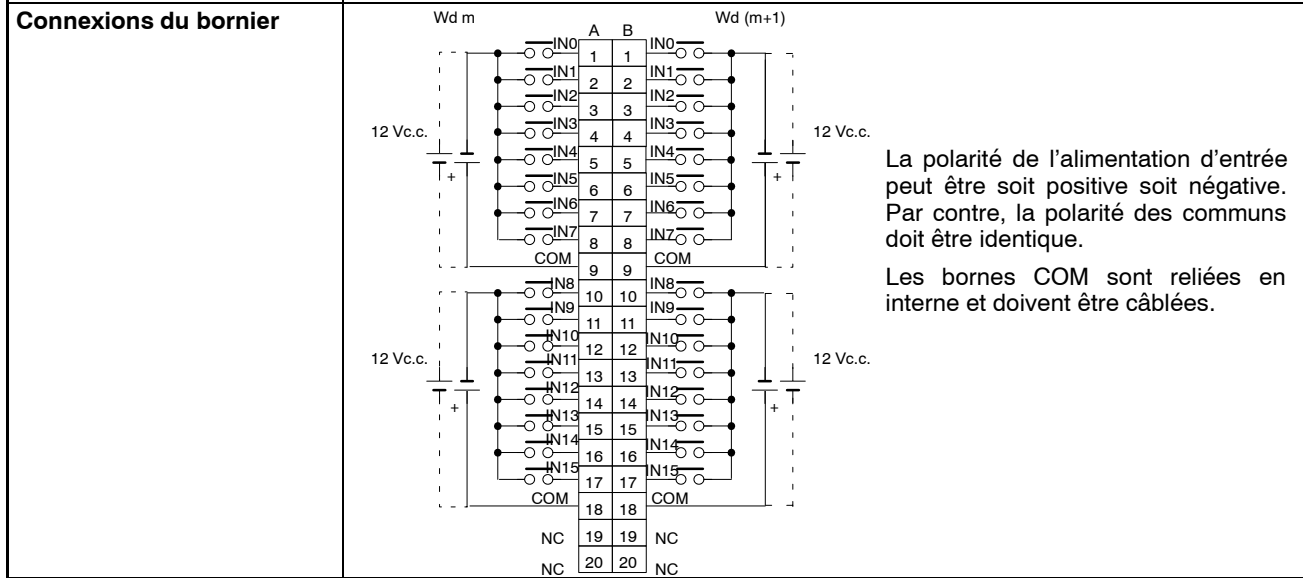 Connexions du bornier
Wd m
Wd (m+1)
A B
IN0 1 1 IN0
IN1 2 2 IN1
IN2 3 3 IN2
IN3 4 4 IN3
12 Vc.c.
12 Vc.c.
IN4 5 5 IN4
+
+
IN5 6 6 IN5
IN6 7 7 IN6
IN7 8 8 IN7
COM 9 9 COM
IN8 10 10 IN8
IN9 11 11 IN9
IN10 12 12 IN10
12 Vc.c.
12 Vc.c.
IN11 13 13 IN11
IN12 14 14 IN12
+
+
IN13 15 15 IN13
IN14 16 16 IN14
IN15 17 17 IN15
COM 18 18 COM
NC 19 19 NC
NC 20 20 NC
La polarité de l’alimentation d’entrée
peut être soit positive soit négative.
Par contre, la polarité des communs
doit être identique.
Les bornes COM sont reliées en
interne et doivent être câblées.